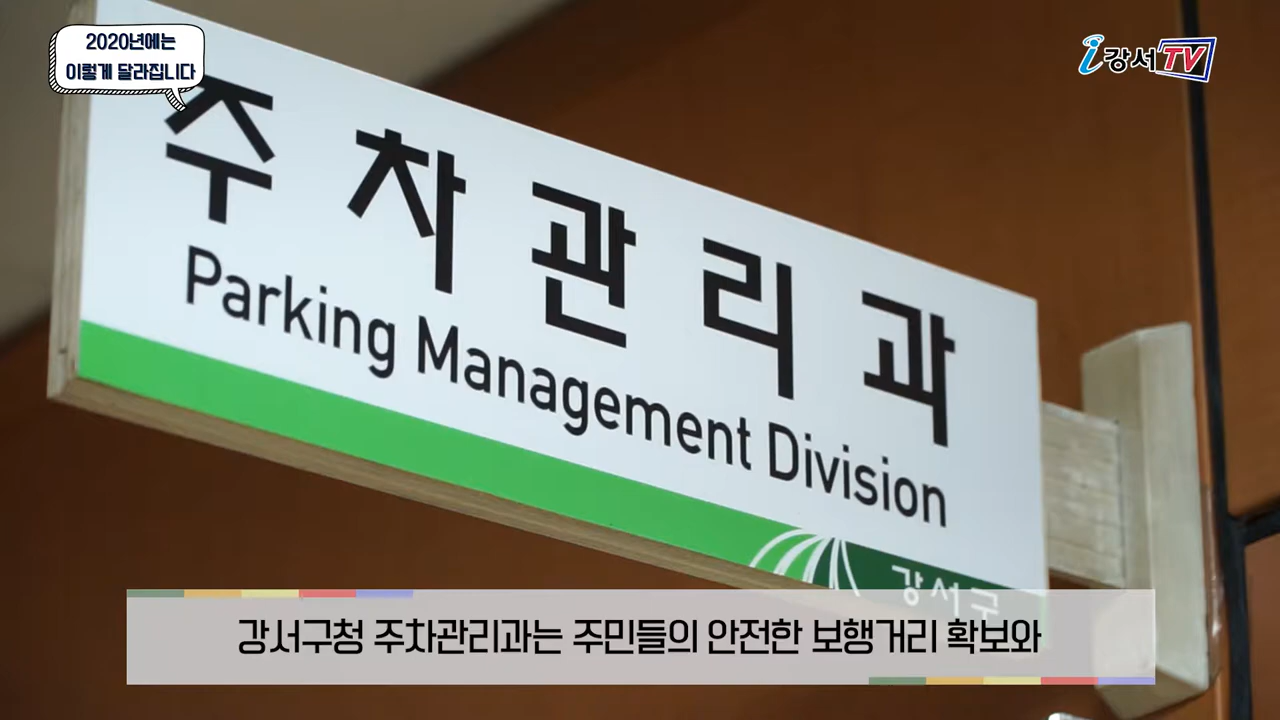 2020년에는
이렇게 달라집니다
i강서TV
주차관리과
Parking Management Division
강서구
강서구청 주차관리과는 주민들의 안전한 보행거리 확보와